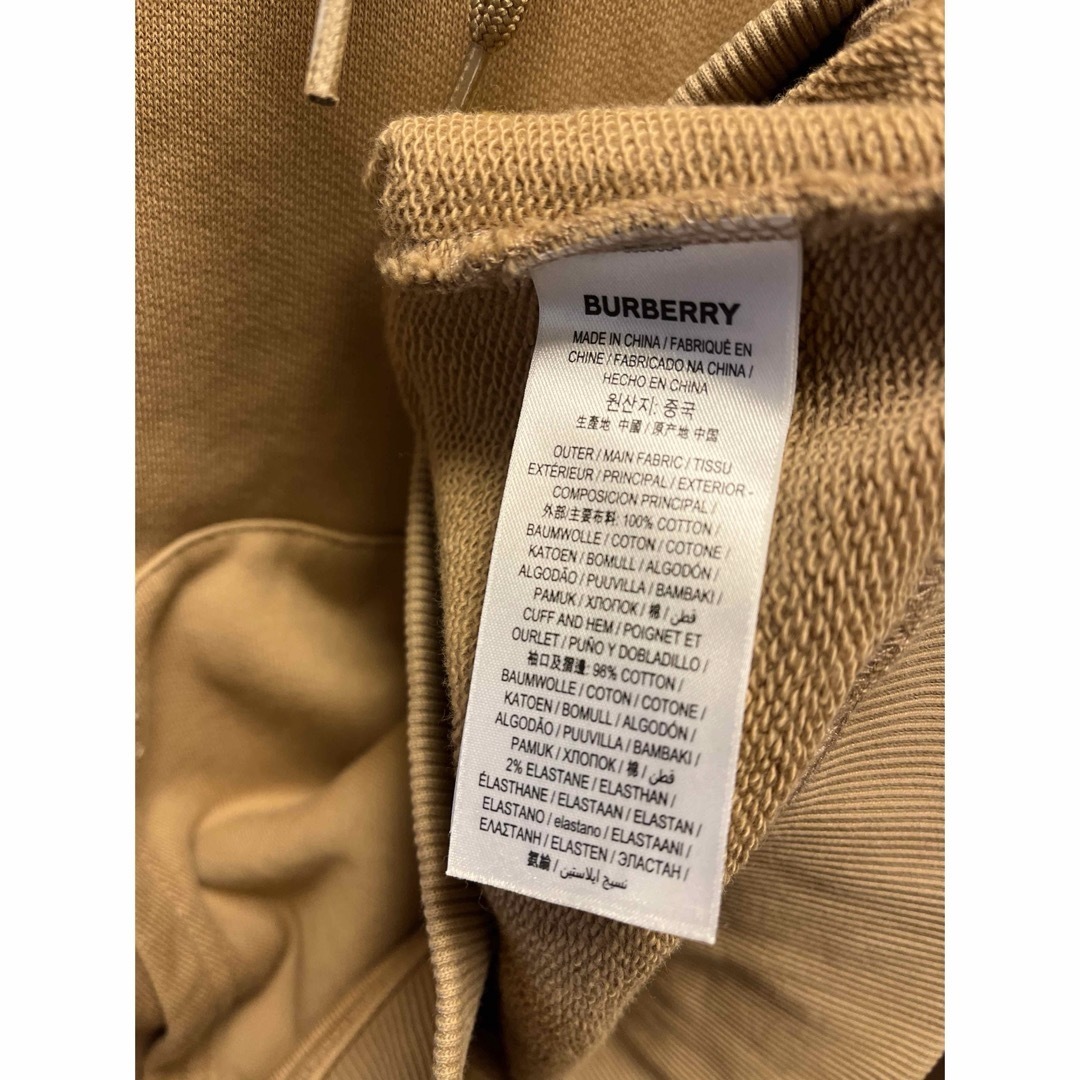 BURBERRY
MADE IN CHINA / FABRIQUÉ EN
CHINE / FABRICADO NA CHINA /
HECHO EN CHINA
원산지: 중국
生產地 中國 / 原产地 中国
OUTER / MAIN FABRIC / TISSU
EXTÉRIEUR / PRINCIPAL / EXTERIOR -
COMPOSICION PRINCIPAL /
外部/主要布料: 100% COTTON /
BAUMWOLLE / COTON / COTONE /
KATOEN / BOMULL / ALGODÓN /
ALGODÃO / PUUVILLA / BAMBAKI /
PAMUK / ХЛОПОК / 棉 / قطن /
CUFF AND HEM / POIGNET ET
OURLET / PUÑO Y DOBLADILLO /
袖口及摺邊: 98% COTTON /
BAUMWOLLE / COTON / COTONE /
KATOEN / BOMULL / ALGODÓN /
ALGODÃO / PUUVILLA / BAMBAKI /
PAMUK / ХЛОПОК / 棉 / قطن
2% ELASTANE / ELASTHAN /
ÉLASTHANE / ELASTAAN / ELASTAN /
ELASTANO / elastano / ELASTAANI /
ΕΛΑΣΤΑΝΗ / ELASTEN / ЭЛАСТАН /
氨綸 / نسيج ايلاستين